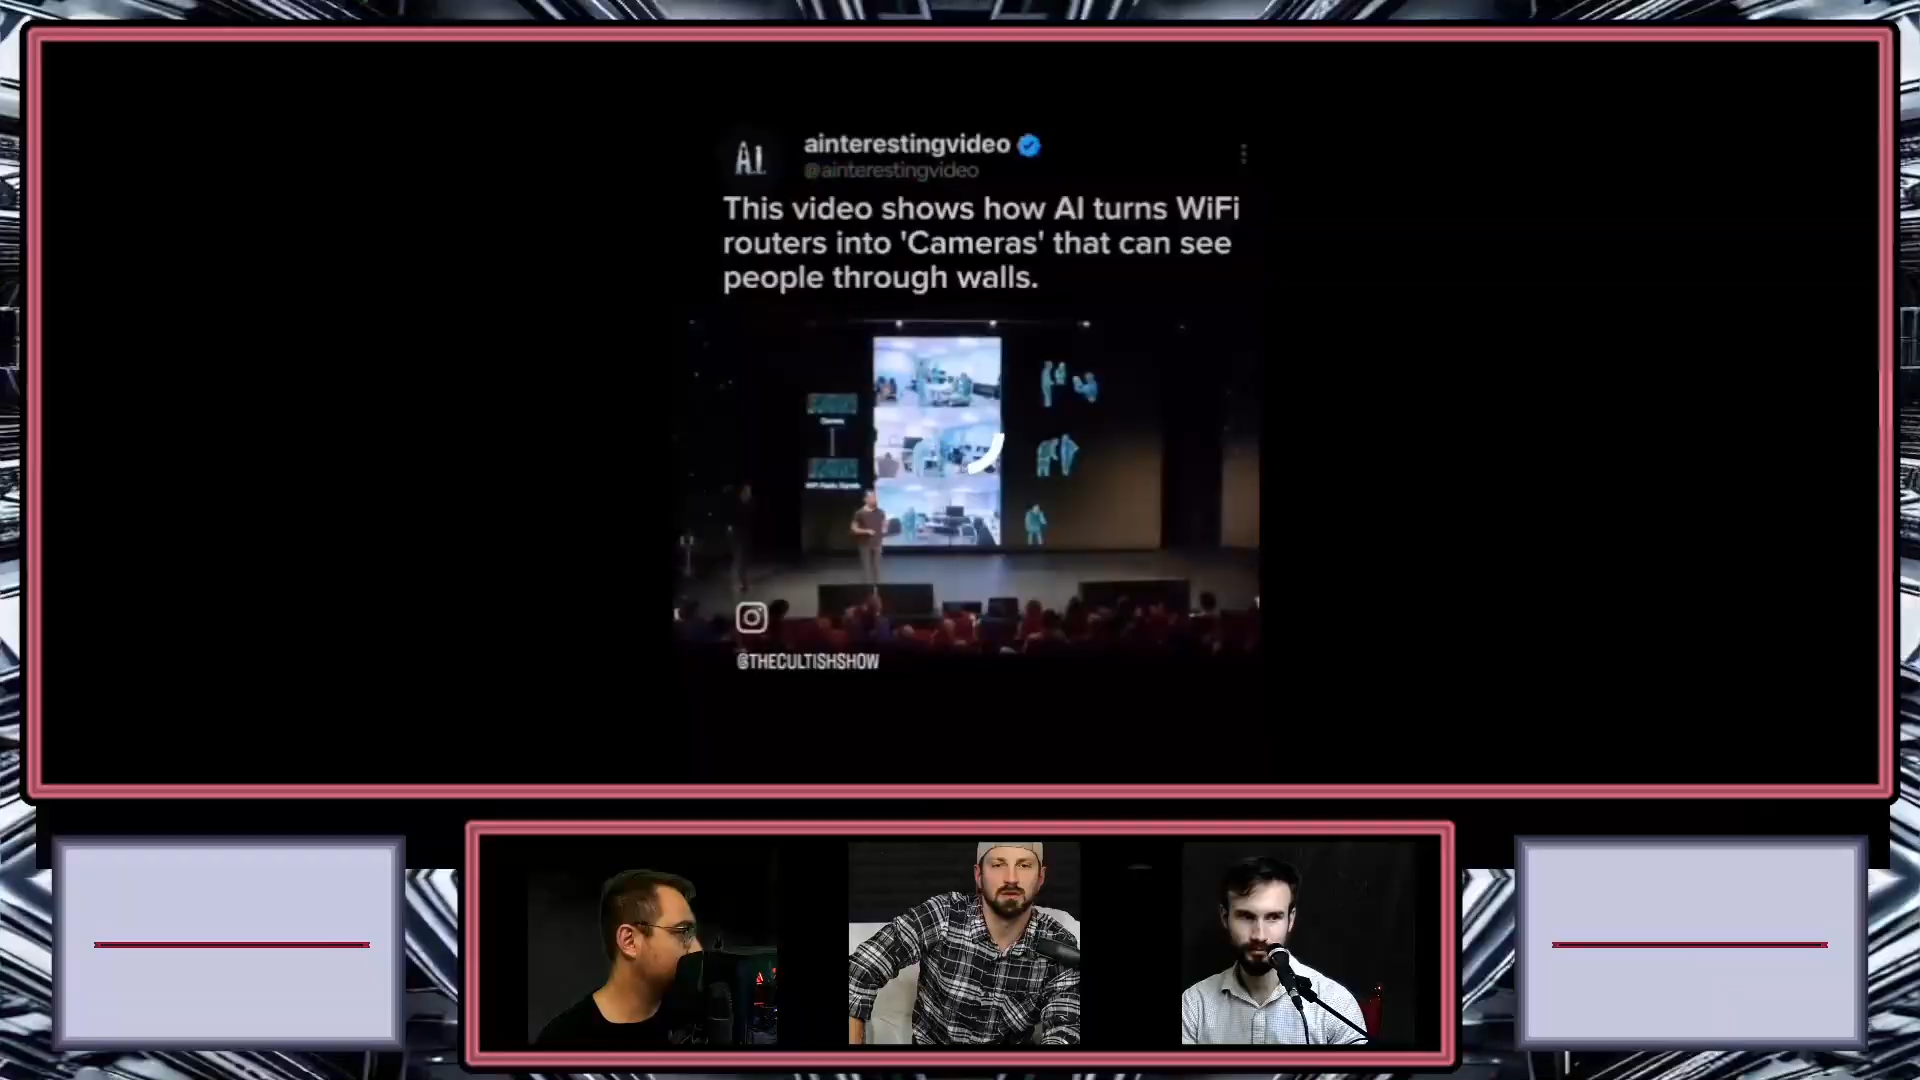 A.I.
ainterestingvideo
@ainterestingvideo
This video shows how AI turns WiFi
routers into 'Cameras' that can see
people through walls.
@THECULTISHSHOW